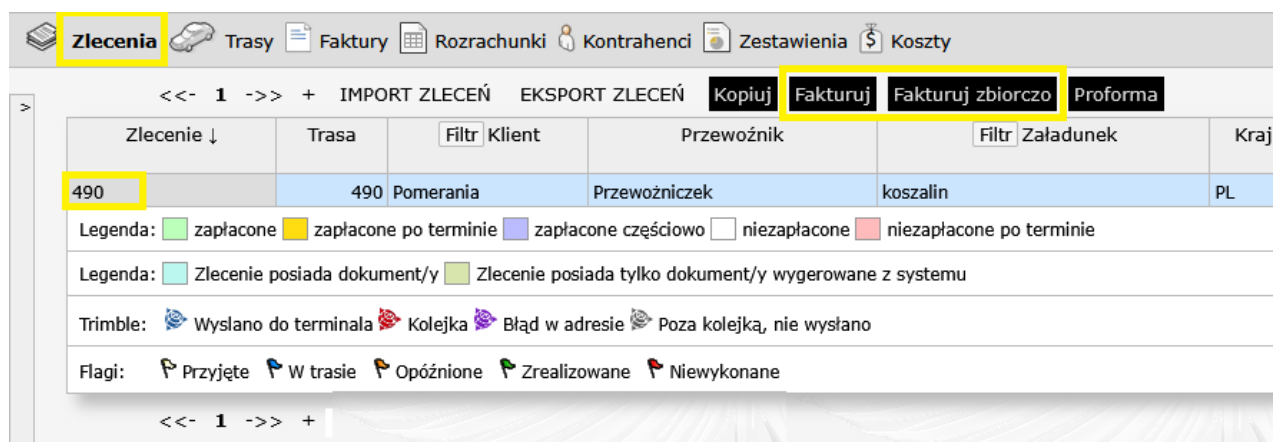 Zlecenia Trasy Faktury Rozrachunki Kontrahenci Zestawienia $ Koszty
> <<- 1 ->> + IMPORT ZLECEŃ EKSPORT ZLECEŃ Kopiuj Fakturuj Fakturuj zbiorczo Proforma
Zlecenie ↓ Trasa Filtr Klient Przewoźnik Filtr Załadunek Kraj
490 490 Pomerania Przewożniczek koszalin PL
Legenda: zapłacone zapłacone po terminie zapłacone częściowo niezapłacone niezapłacone po terminie
Legenda: Zlecenie posiada dokument/y Zlecenie posiada tylko dokument/y wygerowane z systemu
Trimble: Wyslano do terminala Kolejka Błąd w adresie Poza kolejką, nie wysłano
Flagi: Przyjęte W trasie Opóźnione Zrealizowane Niewykonane
<<- 1 ->> +